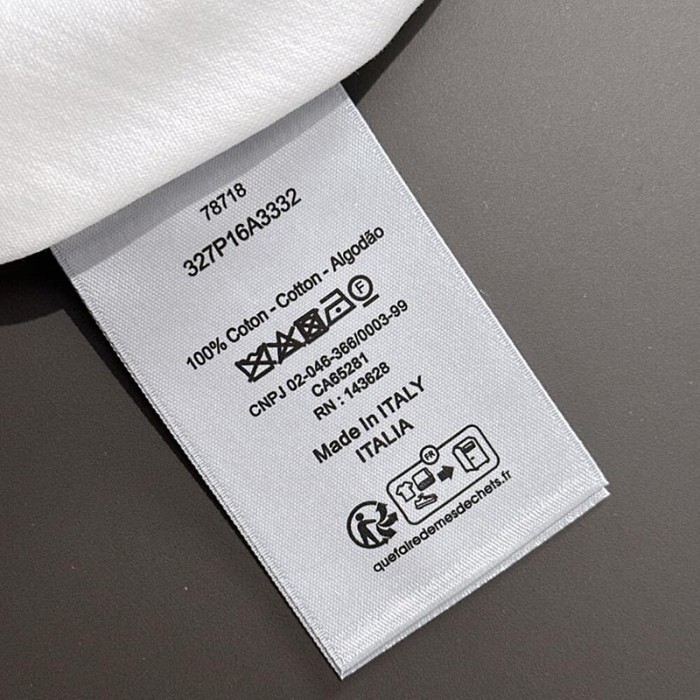 78718
327P16A3332
100% Coton - Cotton - Algodão
F
CNPJ 02-046-366/0003-99
CA65281
RN : 143628
Made In ITALY
ITALIA
FR
quefairedemesdechets.fr